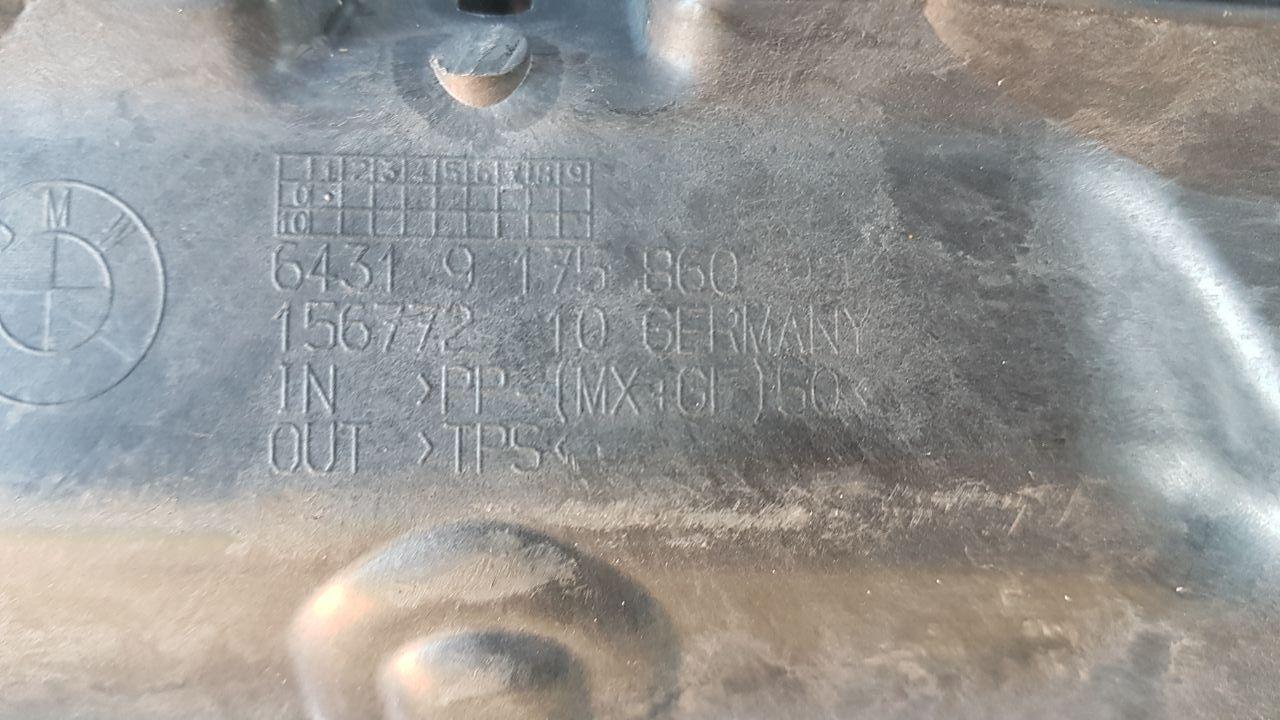 BMW
1 2 3 4 5 6 7 8 9
0
10
6431 9 175 860
156772 10 GERMANY
IN >PP (MX+GF)60<
OUT >TPS<